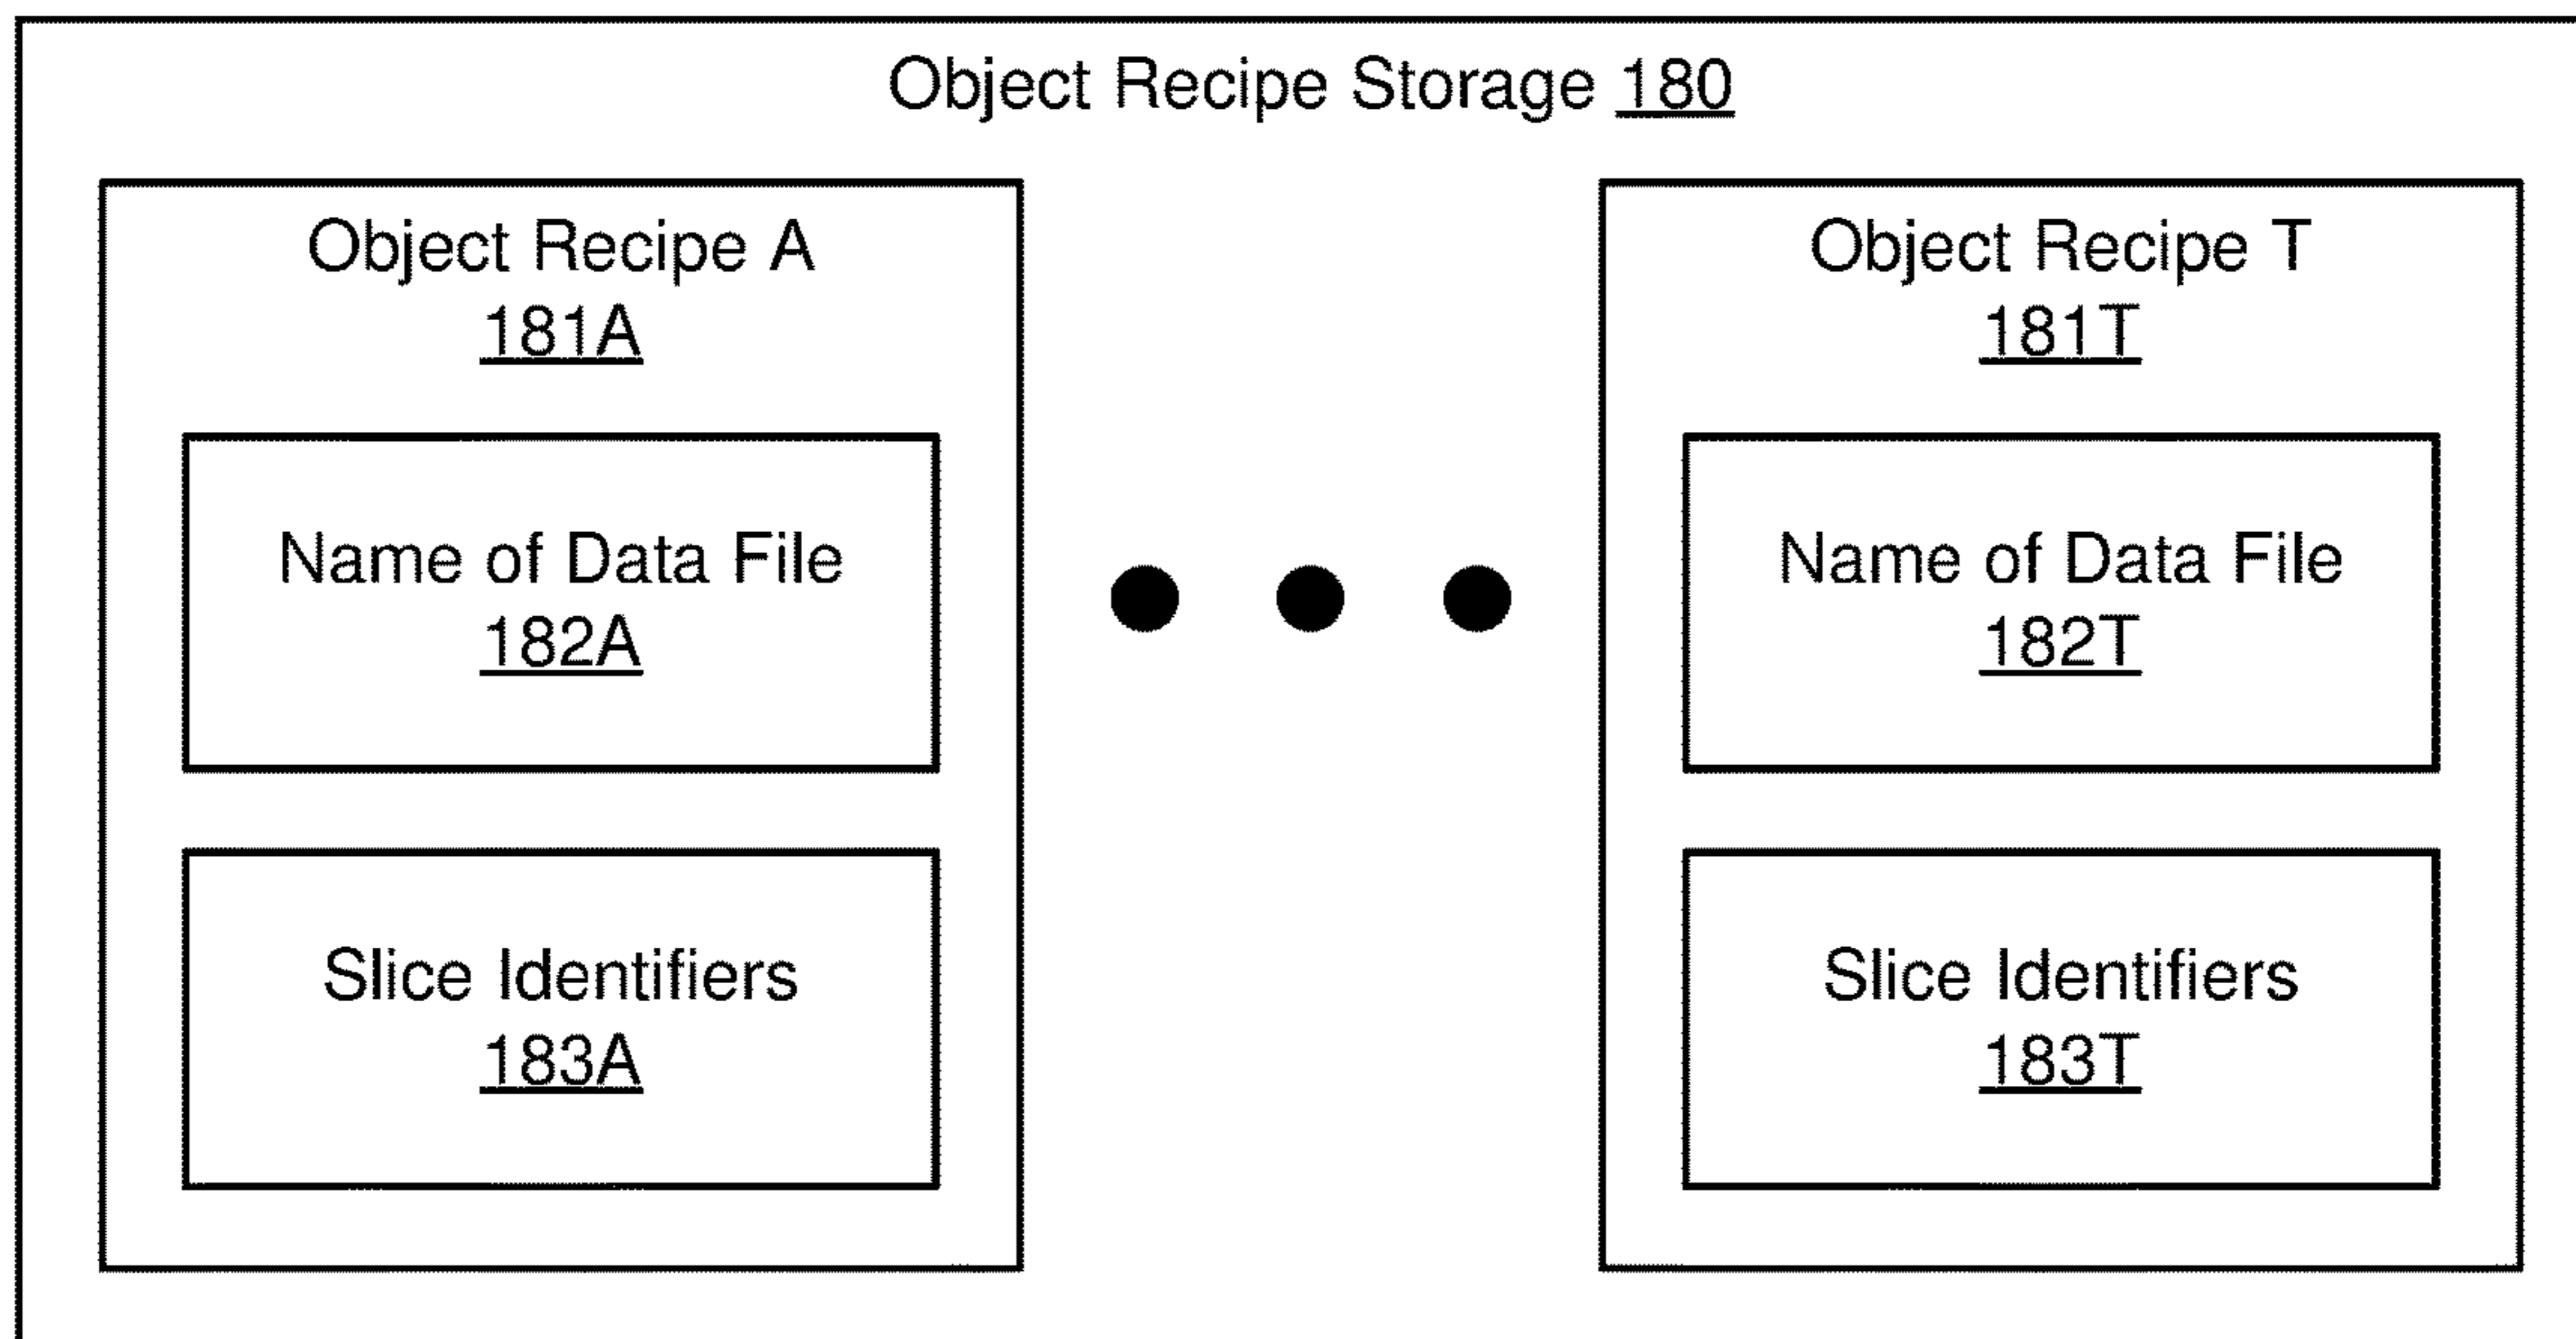 Object Recipe Storage 180
Object Recipe A
181A
Name of Data File
182A
Slice Identifiers
183A
Object Recipe T
181T
Name of Data File
182T
Slice Identifiers
183T